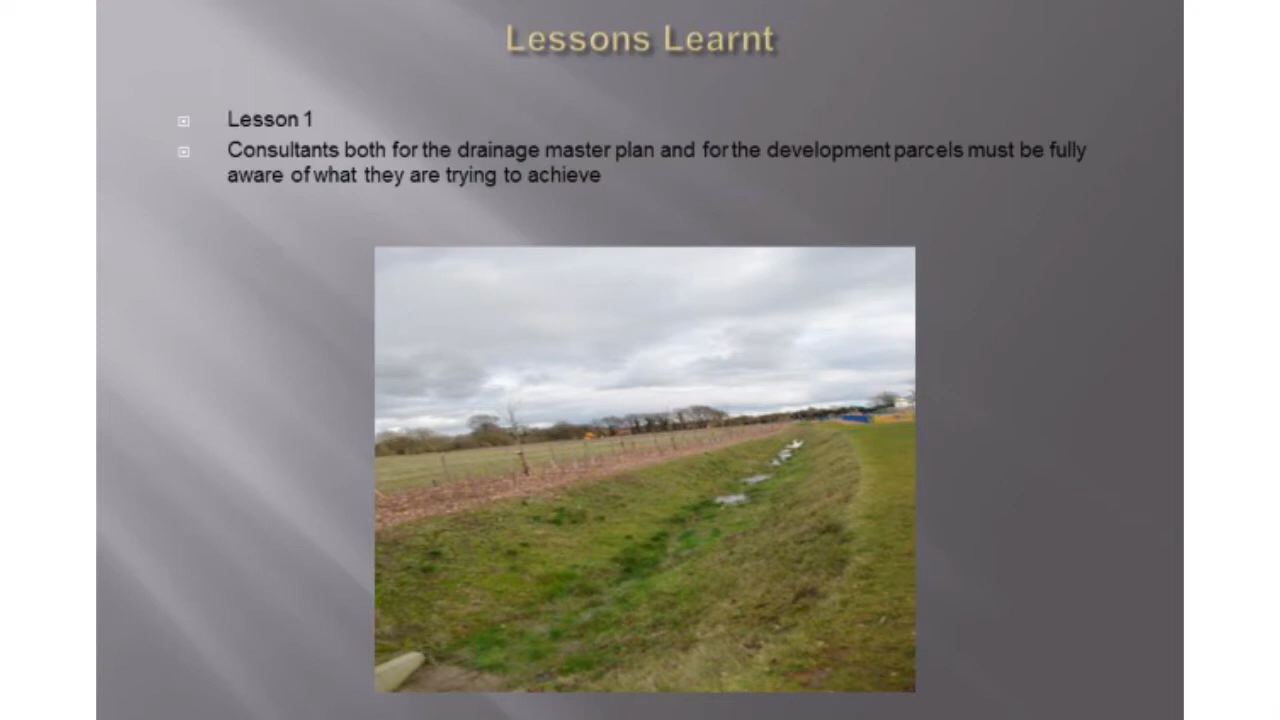 Lessons Learnt
Lesson 1
Consultants both for the drainage master plan and for the development parcels must be fully
aware of what they are trying to achieve